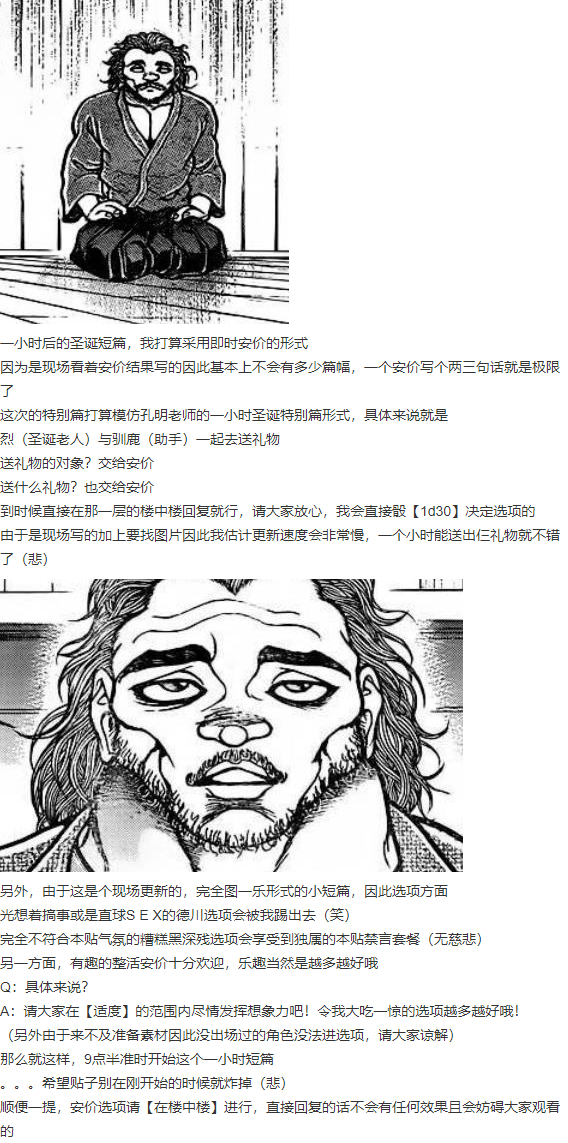 一小时后的圣诞短篇，我打算采用即时安价的形式
因为是现场看着安价结果写的因此基本上不会有多少篇幅，一个安价写个两三句话就是极限
了
这次的特别篇打算模仿孔明老师的一小时圣诞特别篇形式，具体来说就是
烈（圣诞老人）与驯鹿（助手）一起去送礼物
送礼物的对象？交给安价
送什么礼物？也交给安价
到时候直接在那一层的楼中楼回复就行，请大家放心，我会直接骰【1d30】决定选项的
由于是现场写的加上要找图片因此我估计更新速度会非常慢，一个小时能送出仨礼物就不错
了（悲）
另外，由于这是个现场更新的，完全图一乐形式的小短篇，因此选项方面
光想着搞事或是直球S E X的德川选项会被我踢出去（笑）
完全不符合本贴气氛的糟糕黑深残选项会享受到独属的本贴禁言套餐（无慈悲）
另一方面，有趣的整活安价十分欢迎，乐趣当然是越多越好哦
Q：具体来说？
A：请大家在【适度】的范围内尽情发挥想象力吧！令我大吃一惊的选项越多越好哦！
（另外由于来不及准备素材因此没出场过的角色没法进选项，请大家谅解）
那么就这样，9点半准时开始这个一小时短篇
。。。希望贴子别在刚开始的时候就炸掉（悲）
顺便一提，安价选项请【在楼中楼】进行，直接回复的话不会有任何效果且会妨碍大家观看
的